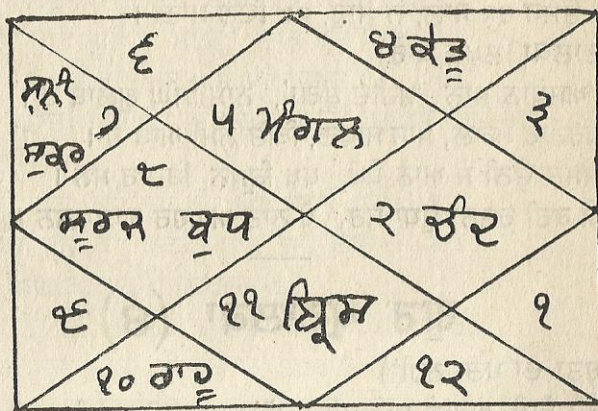 ੬
੪ ਕੇਤੂ
ਸ਼ਨੀ
੭
ਸ਼ੁਕਰ
੫ ਮੰਗਲ
੩
੮
ਸੂਰਜ ਬੁਧ
੨ ਚੰਦ
੯
੧੧ ਬ੍ਰਿਸ
੧
੧੦ ਰਾਹੂ
੧੨